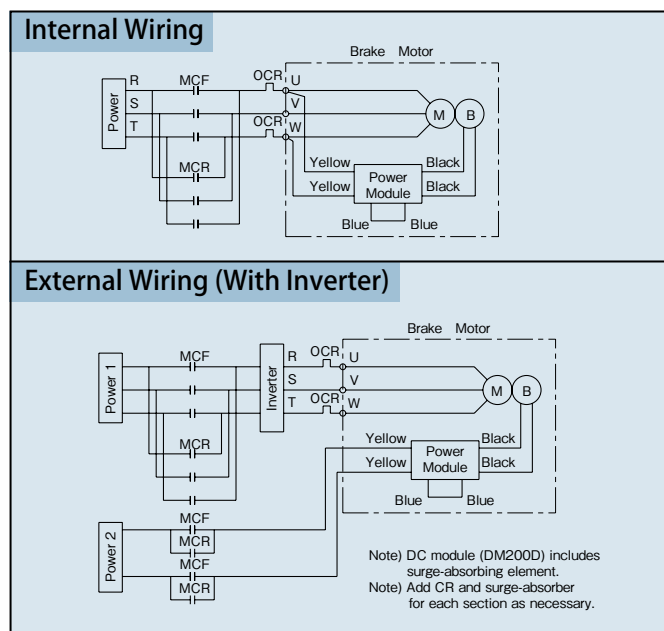 Internal Wiring
Brake Motor
R MCF OCR U
S V
T OCR W
Power
M B
MCR
Yellow Black
Yellow Power Module Black
Blue Blue
External Wiring (With Inverter)
Brake Motor
MCF R OCR U
Power 1
Inverter
S V
T OCR W
M B
MCR
Yellow Black
Yellow Power Module Black
Blue Blue
Power 2
MCF
MCR
MCF
MCR
Note) DC module (DM200D) includes
surge-absorbing element.
Note) Add CR and surge-absorber
for each section as necessary.